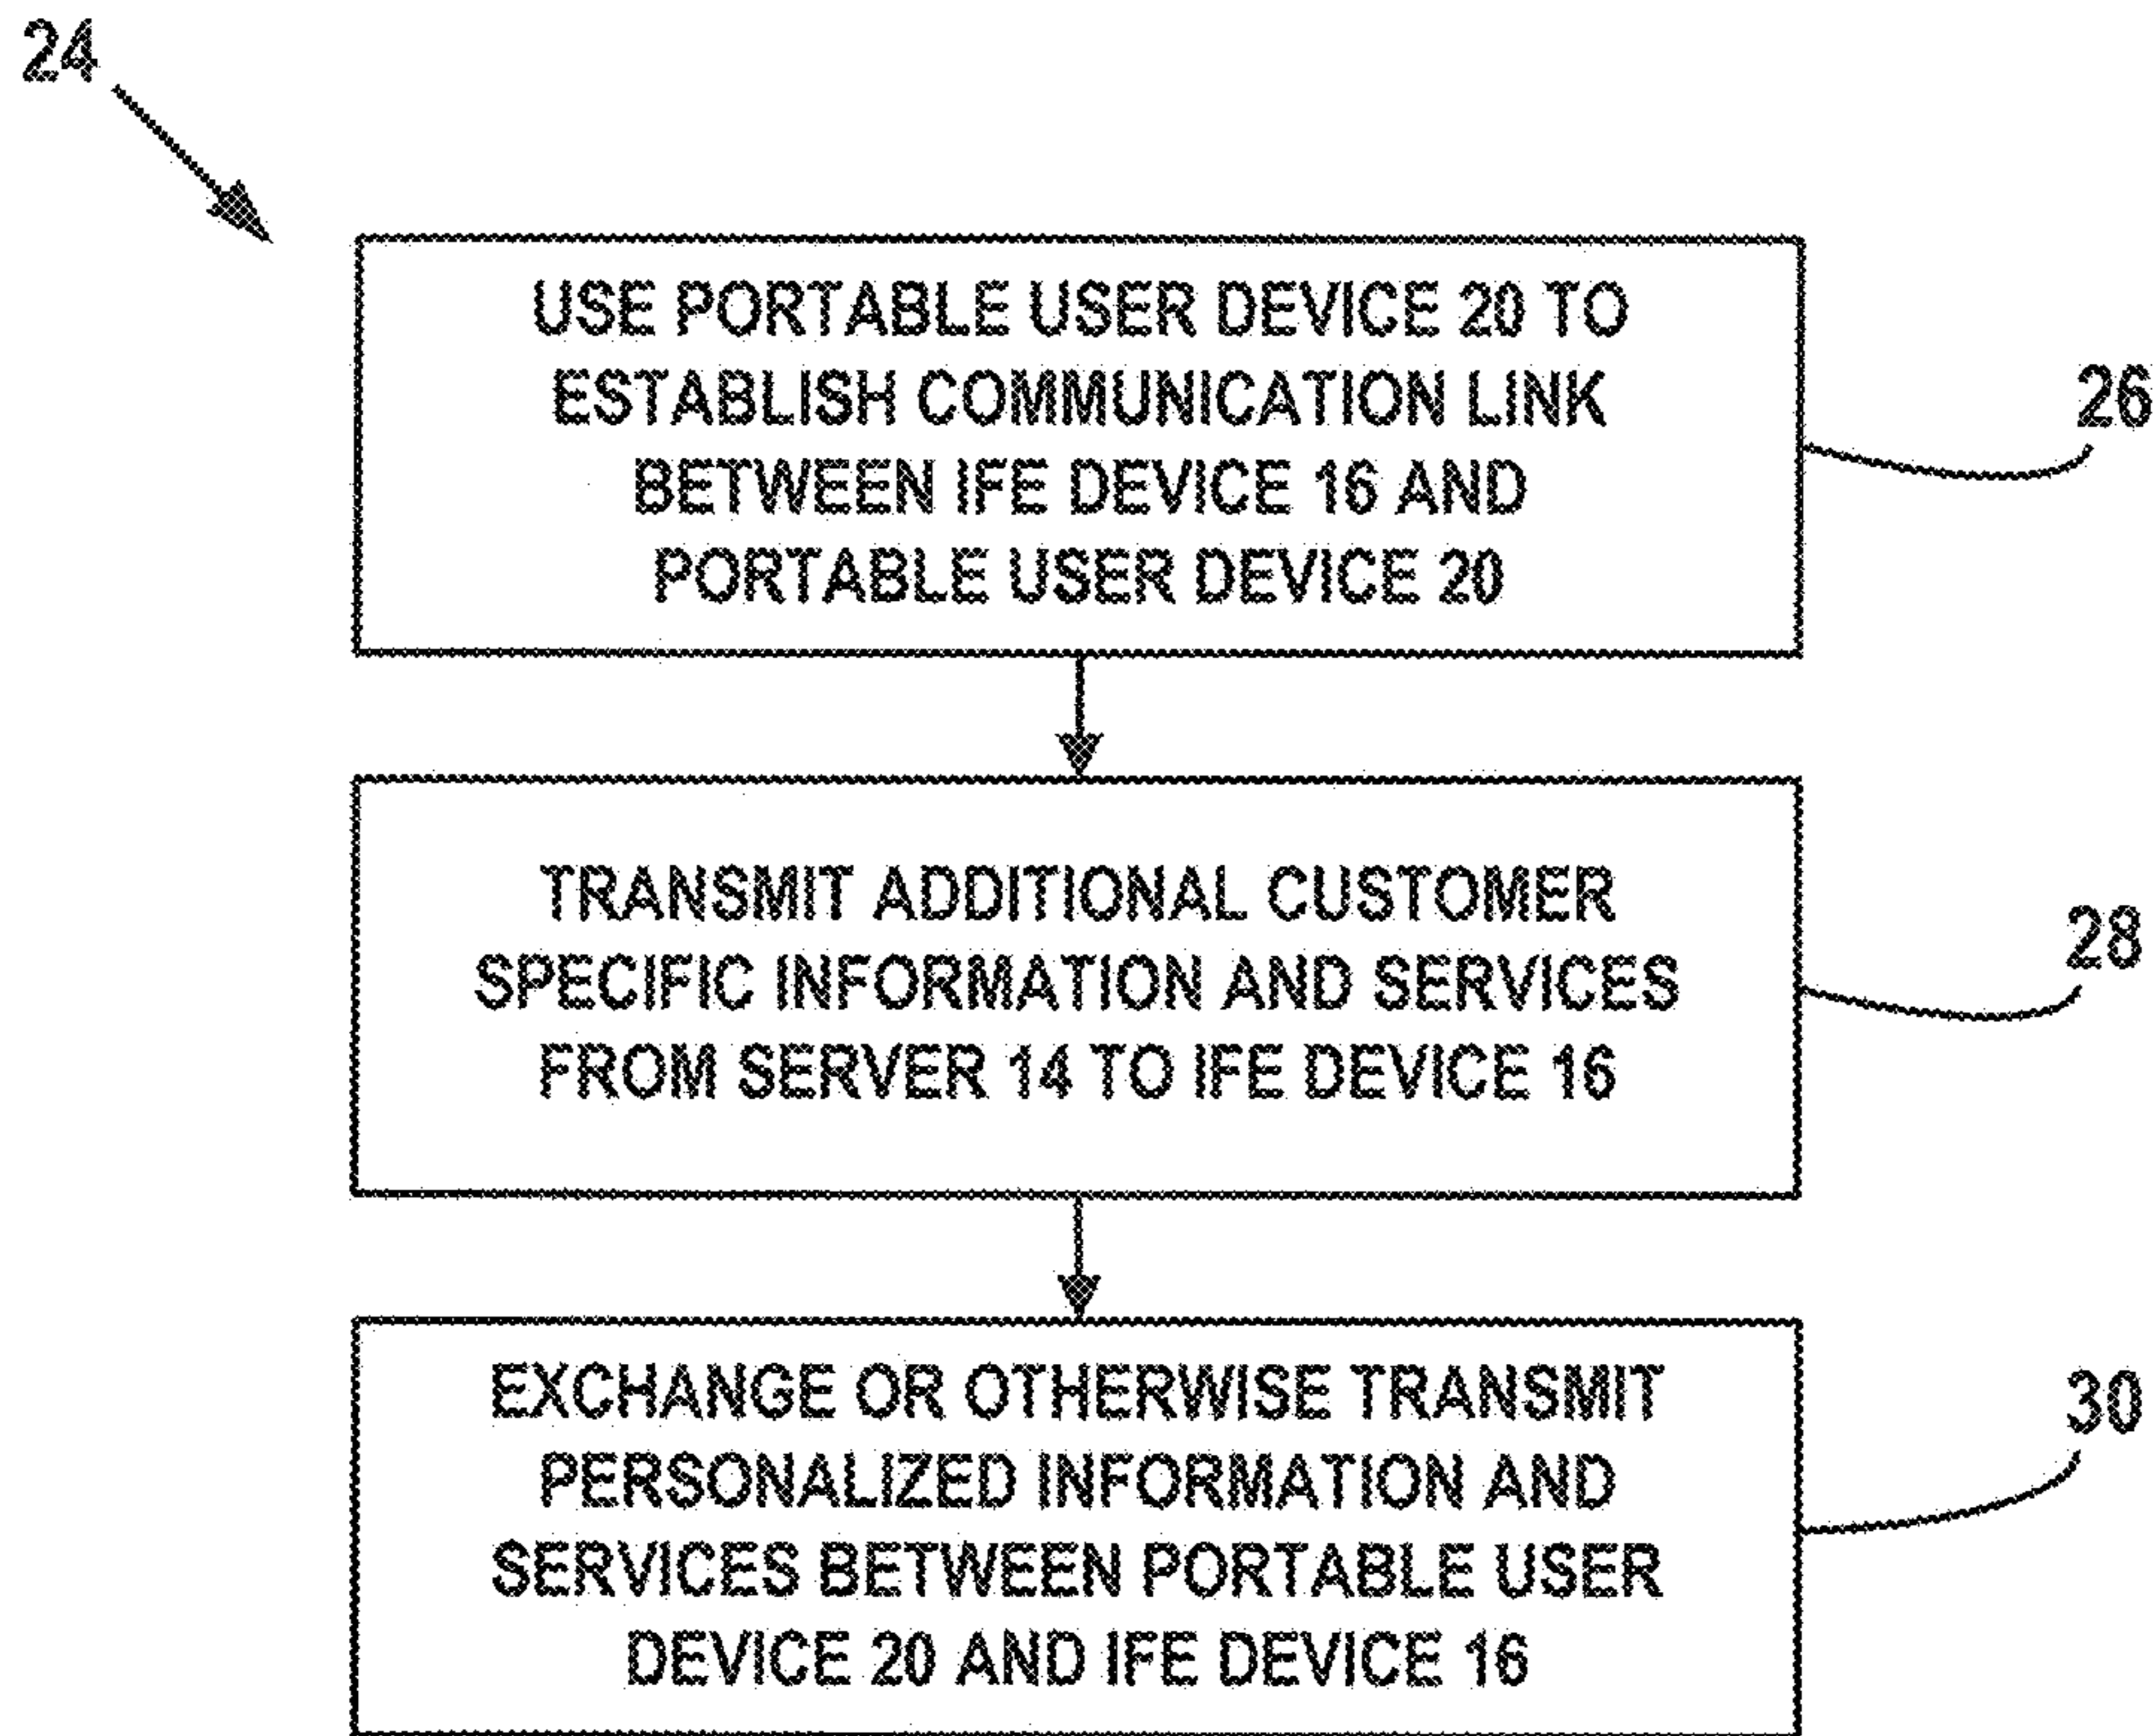 24
USE PORTABLE USER DEVICE 20 TO
ESTABLISH COMMUNICATION LINK
BETWEEN IFE DEVICE 16 AND
PORTABLE USER DEVICE 20
26
TRANSMIT ADDITIONAL CUSTOMER
SPECIFIC INFORMATION AND SERVICES
FROM SERVER 14 TO IFE DEVICE 16
28
EXCHANGE OR OTHERWISE TRANSMIT
PERSONALIZED INFORMATION AND
SERVICES BETWEEN PORTABLE USER
DEVICE 20 AND IFE DEVICE 16
30